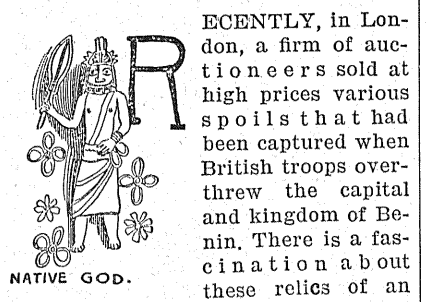 RECENTLY, in Lon-
don, a firm of auc-
tioneers sold at
high prices various
spoils that had
been captured when
British troops over-
threw the capital
and kingdom of Be-
nin. There is a fas-
cination about
these relics of an
NATIVE GOD.